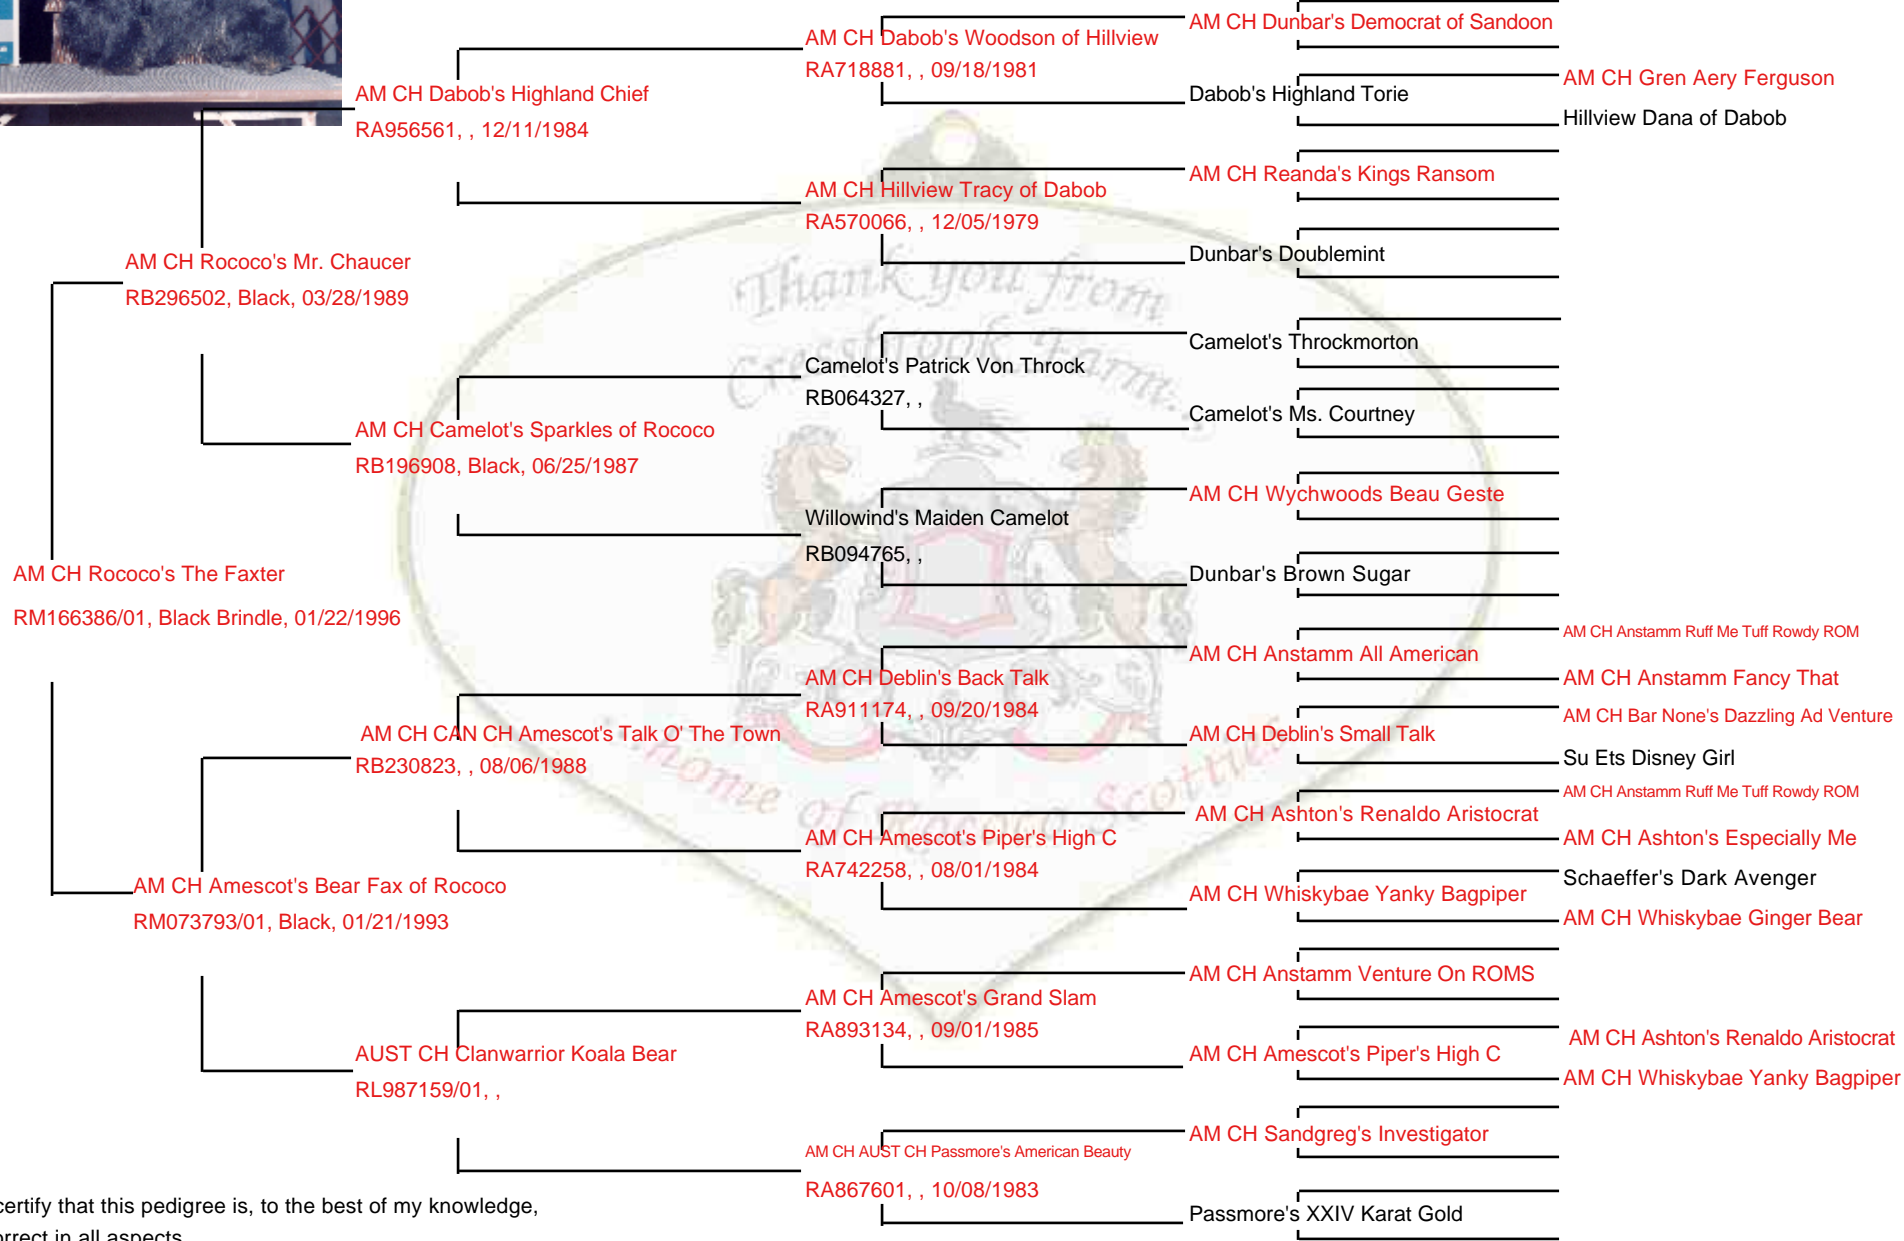 AM CH Rococo's The Faxter
RM166386/01, Black Brindle, 01/22/1996
AM CH Rococo's Mr. Chaucer
RB296502, Black, 03/28/1989
AM CH Amescot's Bear Fax of Rococo
RM073793/01, Black, 01/21/1993
AM CH Dabob's Highland Chief
RA956561, , 12/11/1984
AM CH Camelot's Sparkles of Rococo
RB196908, Black, 06/25/1987
AM CH CAN CH Amescot's Talk O' The Town
RB230823, , 08/06/1988
AUST CH Clanwarrior Koala Bear
RL987159/01, ,
AM CH Dabob's Woodson of Hillview
RA718881, , 09/18/1981
AM CH Hillview Tracy of Dabob
RA570066, , 12/05/1979
Camelot's Patrick Von Throck
RB064327, ,
Willowind's Maiden Camelot
RB094765, ,
AM CH Deblin's Back Talk
RA911174, , 09/20/1984
AM CH Amescot's Piper's High C
RA742258, , 08/01/1984
AM CH Amescot's Grand Slam
RA893134, , 09/01/1985
AM CH AUST CH Passmore's American Beauty
RA867601, , 10/08/1983
AM CH Dunbar's Democrat of Sandoon
Dabob's Highland Torie
AM CH Reanda's Kings Ransom
Dunbar's Doublemint
Camelot's Throckmorton
Camelot's Ms. Courtney
AM CH Wychwoods Beau Geste
Dunbar's Brown Sugar
AM CH Anstamm All American
AM CH Deblin's Small Talk
AM CH Ashton's Renaldo Aristocrat
AM CH Whiskybae Yanky Bagpiper
AM CH Anstamm Venture On ROMS
AM CH Amescot's Piper's High C
AM CH Sandgreg's Investigator
Passmore's XXIV Karat Gold
AM CH Gren Aery Ferguson
Hillview Dana of Dabob
AM CH Anstamm Ruff Me Tuff Rowdy ROM
AM CH Anstamm Fancy That
AM CH Bar None's Dazzling Ad Venture
Su Ets Disney Girl
AM CH Anstamm Ruff Me Tuff Rowdy ROM
AM CH Ashton's Especially Me
Schaeffer's Dark Avenger
AM CH Whiskybae Ginger Bear
AM CH Ashton's Renaldo Aristocrat
AM CH Whiskybae Yanky Bagpiper
Thank you from
Cressbrook Farm
home of Rococo Scotties
certify that this pedigree is, to the best of my knowledge,
orrect in all aspects